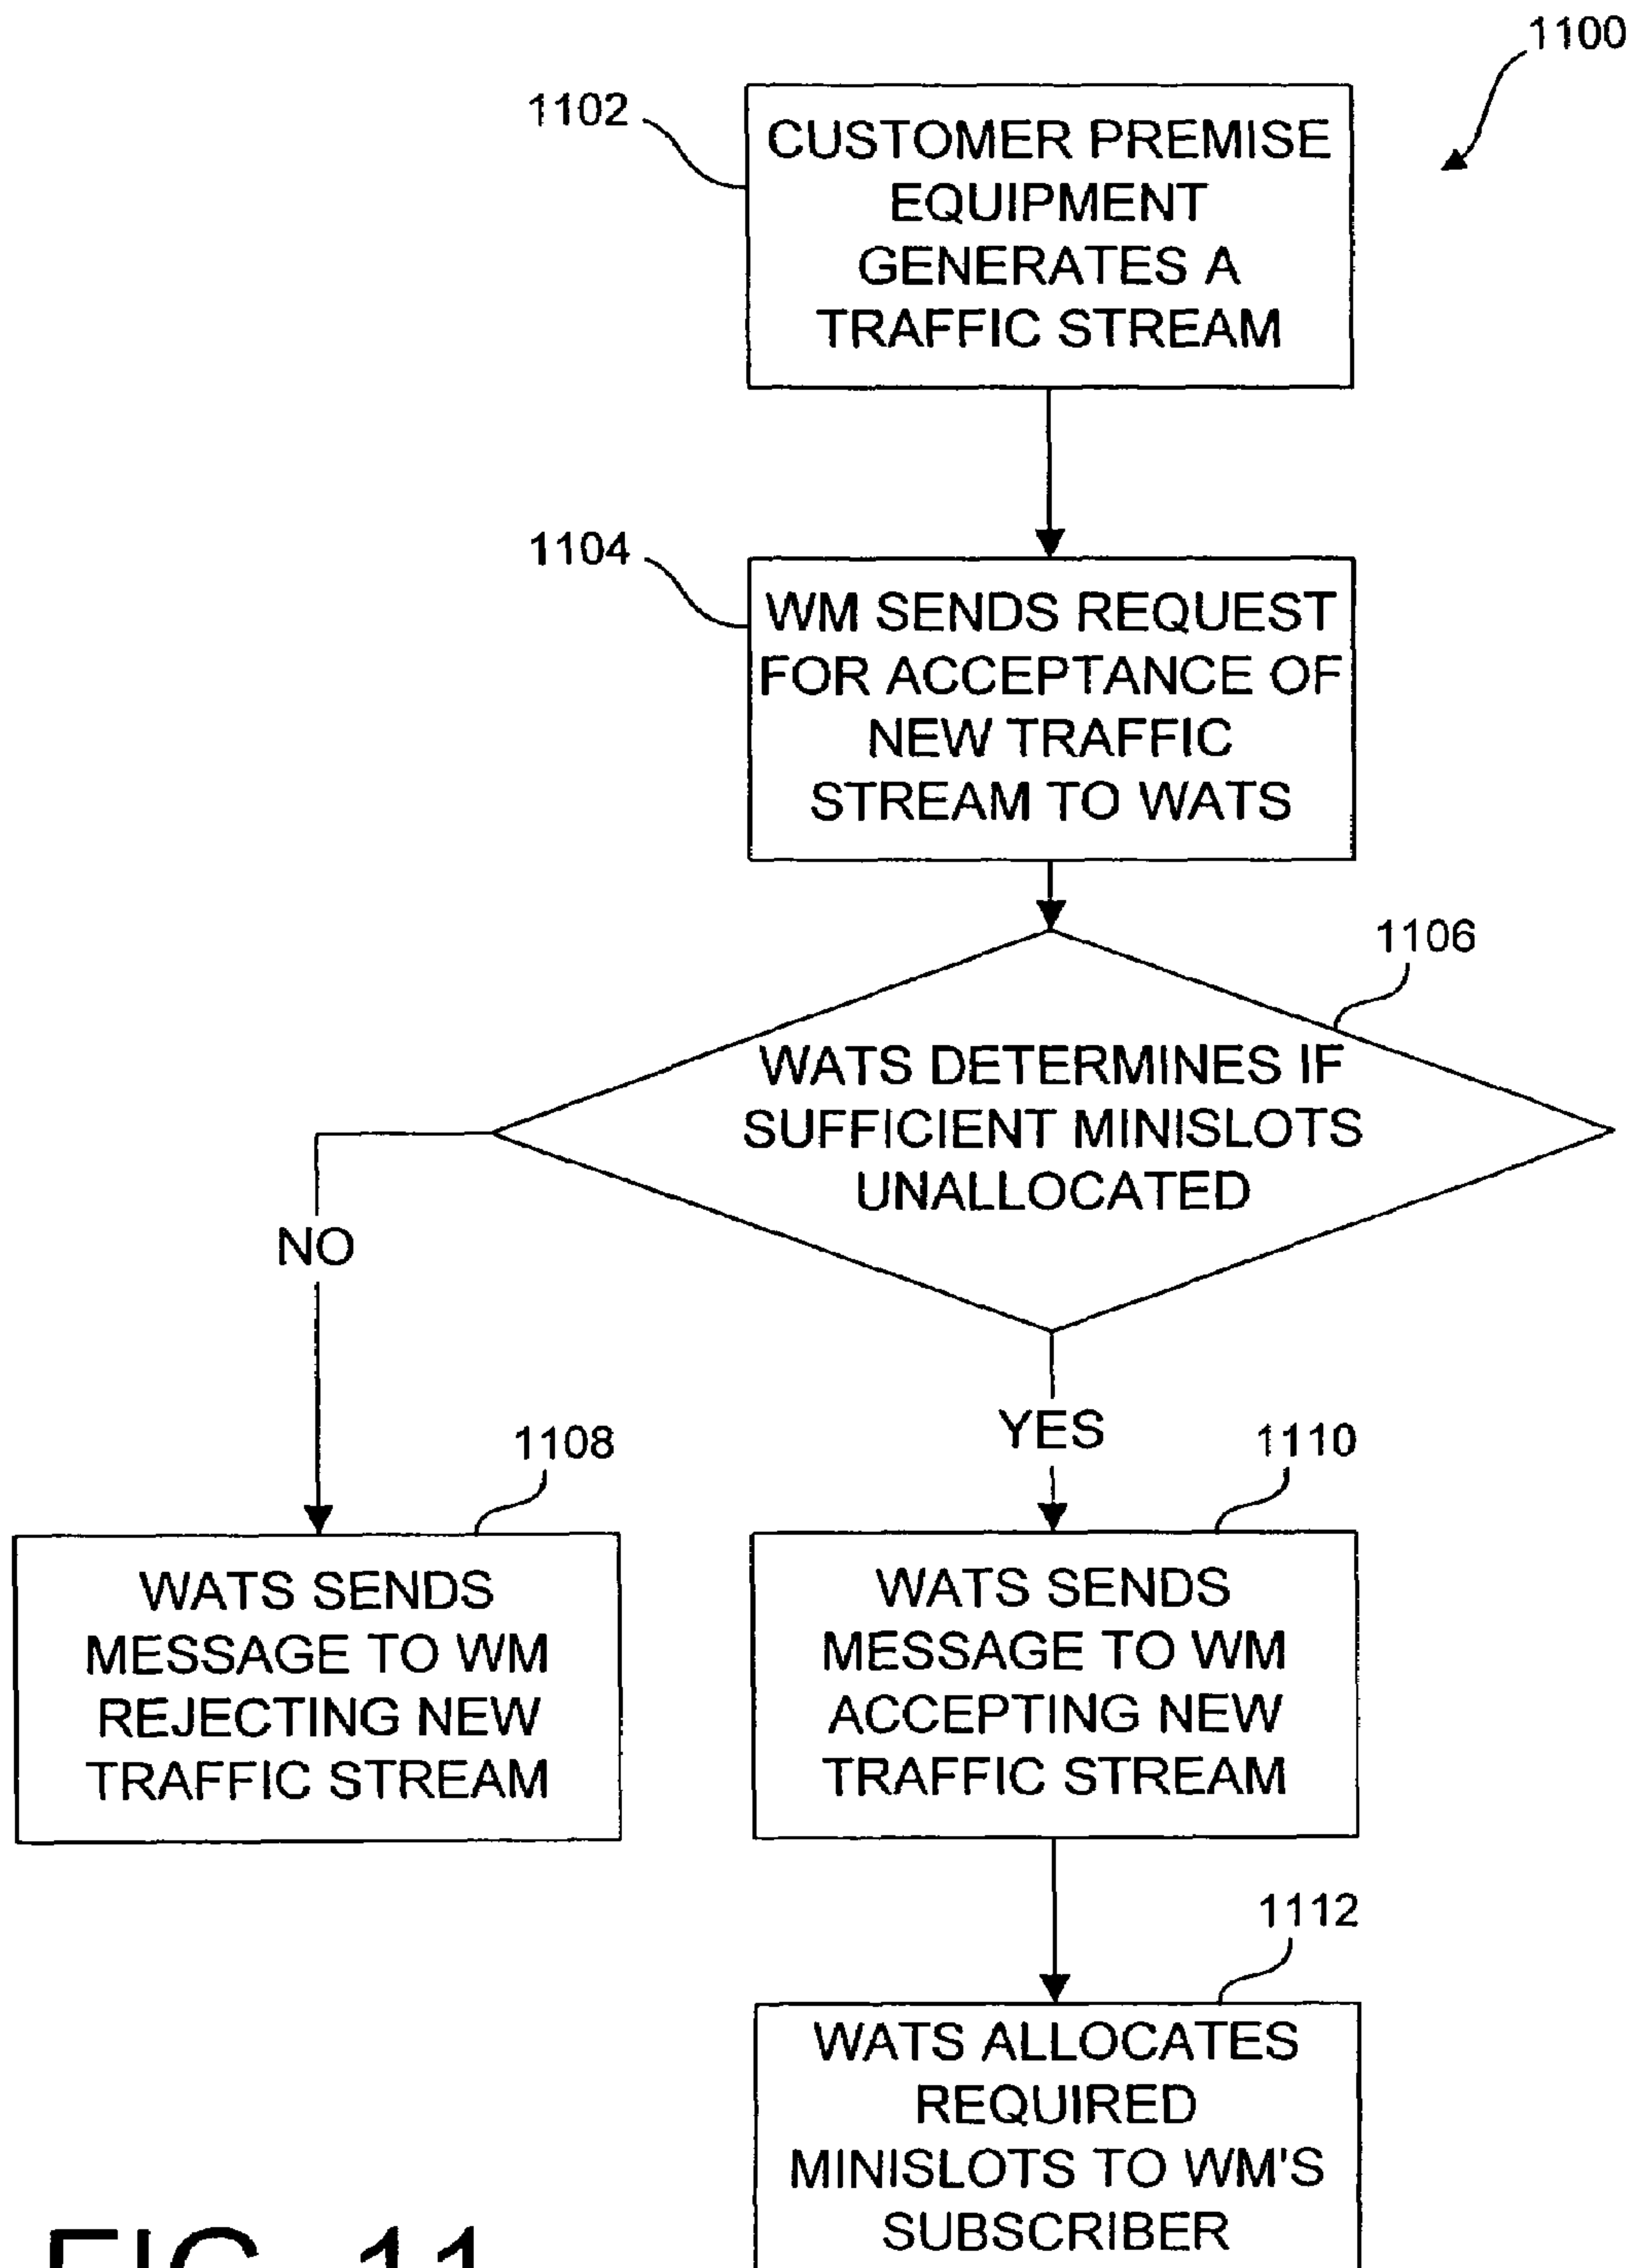 1100
1102
CUSTOMER PREMISE
EQUIPMENT
GENERATES A
TRAFFIC STREAM
1104
WM SENDS REQUEST
FOR ACCEPTANCE OF
NEW TRAFFIC
STREAM TO WATS
1106
WATS DETERMINES IF
SUFFICIENT MINISLOTS
UNALLOCATED
NO
YES
1108
WATS SENDS
MESSAGE TO WM
REJECTING NEW
TRAFFIC STREAM
1110
WATS SENDS
MESSAGE TO WM
ACCEPTING NEW
TRAFFIC STREAM
1112
WATS ALLOCATES
REQUIRED
MINISLOTS TO WM'S
SUBSCRIBER
FIG. 11